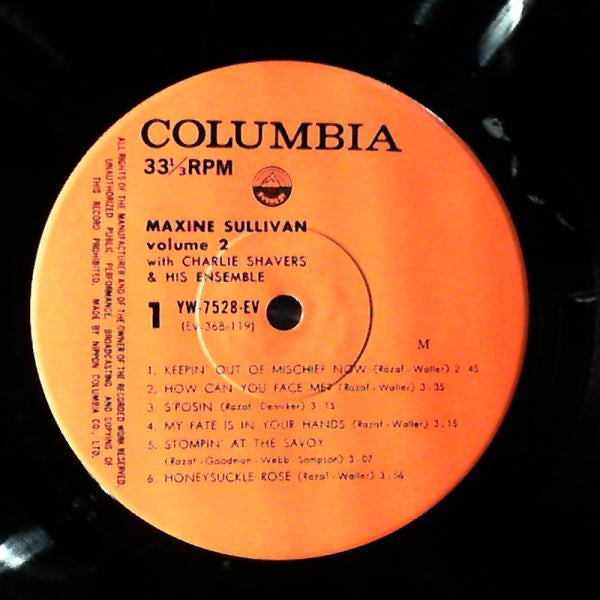 COLUMBIA
33⅓ RPM
EVEREST
MAXINE SULLIVAN
volume 2
with CHARLIE SHAVERS
& HIS ENSEMBLE
1 YW-7528-EV
(EV-368-119)
M
1. KEEPIN' OUT OF MISCHIEF NOW (Razaf - Waller) 2.45
2. HOW CAN YOU FACE ME? (Razaf - Waller) 3.35
3. S'POSIN (Razaf - Denniker) 3.15
4. MY FATE IS IN YOUR HANDS (Razaf - Waller) 3.15
5. STOMPIN' AT THE SAVOY
(Razaf - Goodman - Webb - Sampson) 3.07
6. HONEYSUCKLE ROSE (Razaf - Waller) 3.56
ALL RIGHTS OF THE MANUFACTURER AND OF THE OWNER OF THE RECORDED WORK RESERVED.
UNAUTHORIZED PUBLIC PERFORMANCE, BROADCASTING AND COPYING OF
THIS RECORD PROHIBITED. MADE BY NIPPON COLUMBIA CO., LTD.